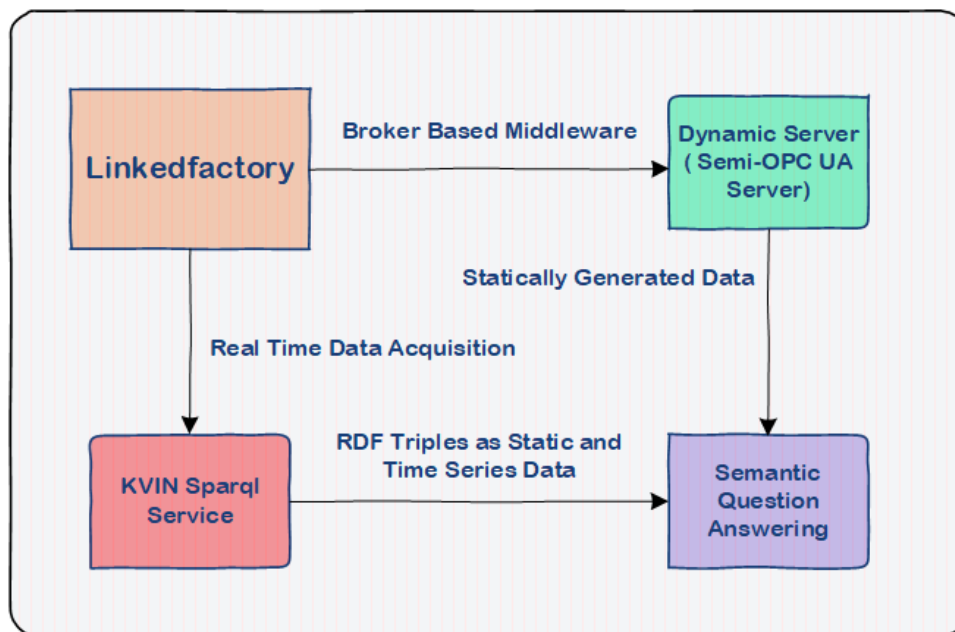 Linkedfactory
Broker Based Middleware
Dynamic Server
( Semi-OPC UA
Server)
Statically Generated Data
Real Time Data Acquisition
KVIN Sparql
Service
RDF Triples as Static and
Time Series Data
Semantic
Question
Answering